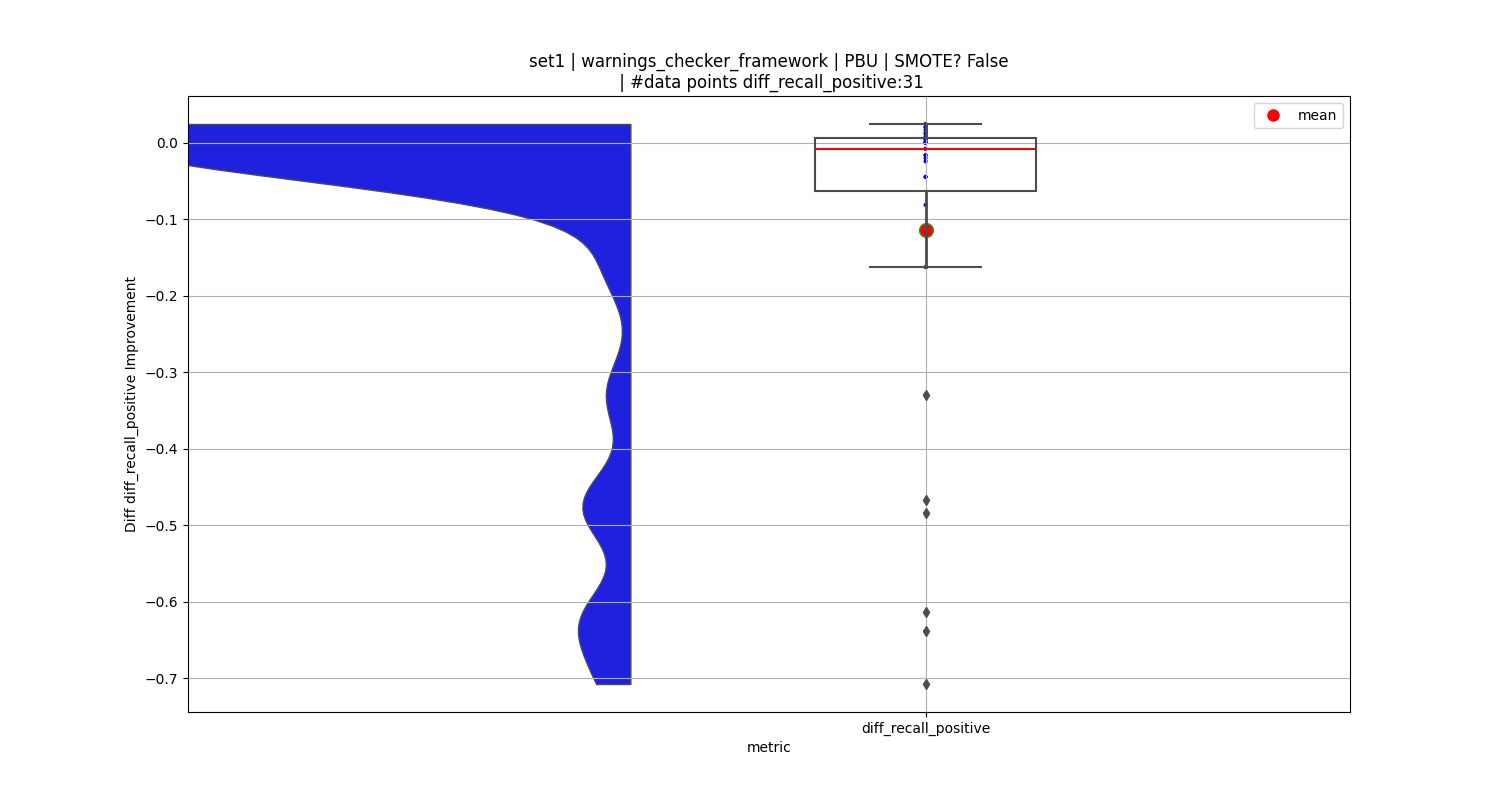 set1 | warnings_checker_framework | PBU | SMOTE? False
| #data points diff_recall_positive:31
mean
0.0
−0.1
−0.2
−0.3
−0.4
−0.5
−0.6
−0.7
Diff diff_recall_positive Improvement
diff_recall_positive
metric